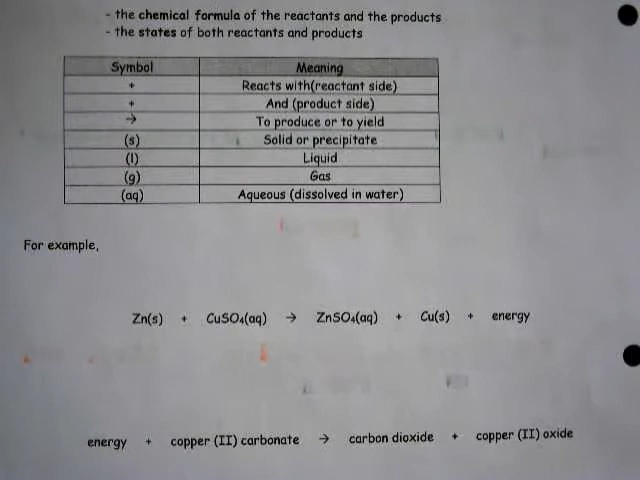 - the chemical formula of the reactants and the products
- the states of both reactants and products
Symbol Meaning
+ Reacts with(reactant side)
+ And (product side)
→ To produce or to yield
(s) Solid or precipitate
(l) Liquid
(g) Gas
(aq) Aqueous (dissolved in water)
For example,
Zn(s) + CuSO₄(aq) → ZnSO₄(aq) + Cu(s) + energy
energy + copper (II) carbonate → carbon dioxide + copper (II) oxide